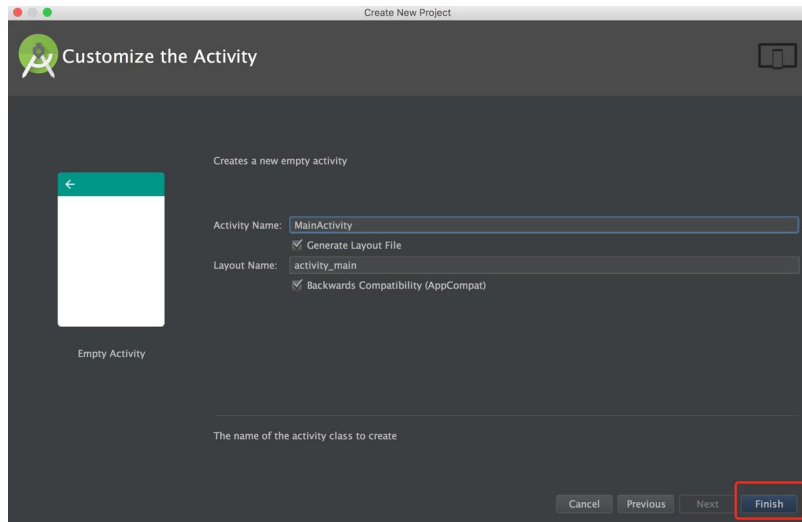 Create New Project
Customize the Activity
Creates a new empty activity
Activity Name: MainActivity
Generate Layout File
Layout Name: activity_main
Backwards Compatibility (AppCompat)
Empty Activity
The name of the activity class to create
Cancel Previous Next Finish